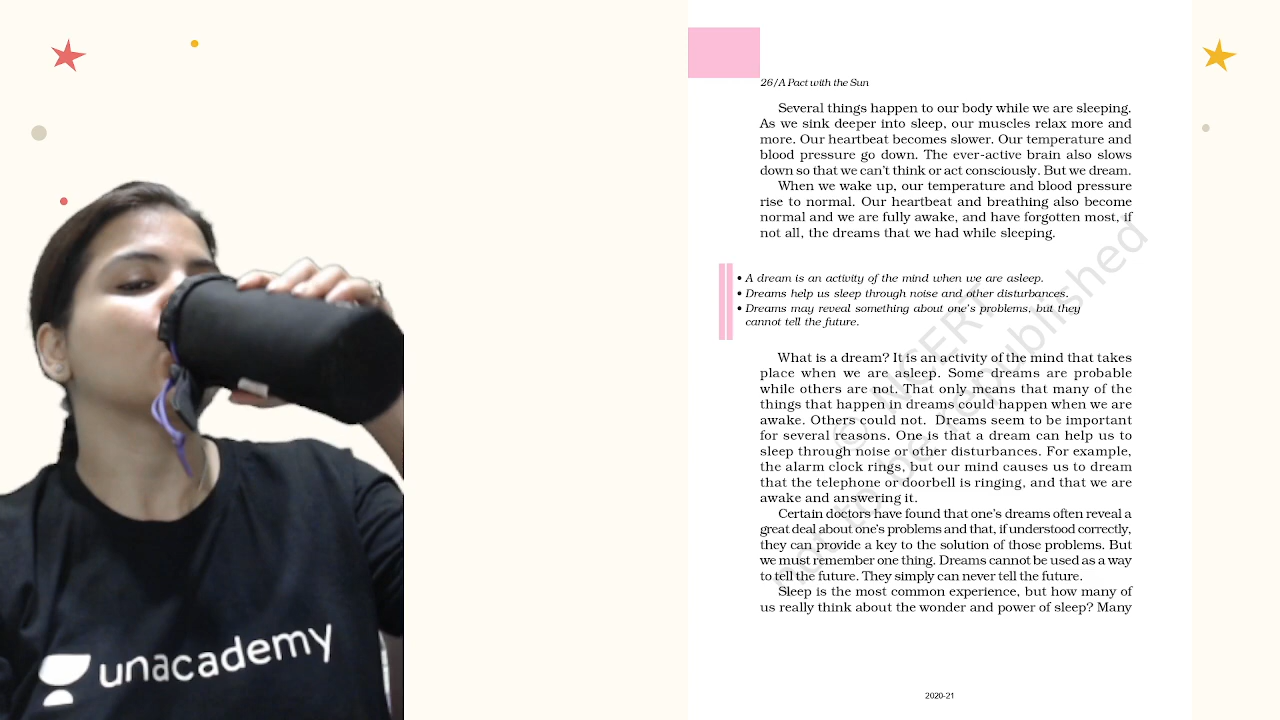 unacademy
26/A Pact with the Sun
Several things happen to our body while we are sleeping.
As we sink deeper into sleep, our muscles relax more and
more. Our heartbeat becomes slower. Our temperature and
blood pressure go down. The ever-active brain also slows
down so that we can't think or act consciously. But we dream.
When we wake up, our temperature and blood pressure
rise to normal. Our heartbeat and breathing also become
normal and we are fully awake, and have forgotten most, if
not all, the dreams that we had while sleeping.
• A dream is an activity of the mind when we are asleep.
• Dreams help us sleep through noise and other disturbances.
• Dreams may reveal something about one's problems, but they
cannot tell the future.
What is a dream? It is an activity of the mind that takes
place when we are asleep. Some dreams are probable
while others are not. That only means that many of the
things that happen in dreams could happen when we are
awake. Others could not. Dreams seem to be important
for several reasons. One is that a dream can help us to
sleep through noise or other disturbances. For example,
the alarm clock rings, but our mind causes us to dream
that the telephone or doorbell is ringing, and that we are
awake and answering it.
Certain doctors have found that one's dreams often reveal a
great deal about one's problems and that, if understood correctly,
they can provide a key to the solution of those problems. But
we must remember one thing. Dreams cannot be used as a way
to tell the future. They simply can never tell the future.
Sleep is the most common experience, but how many of
us really think about the wonder and power of sleep? Many
© NCERT
not to be republished
2020-21